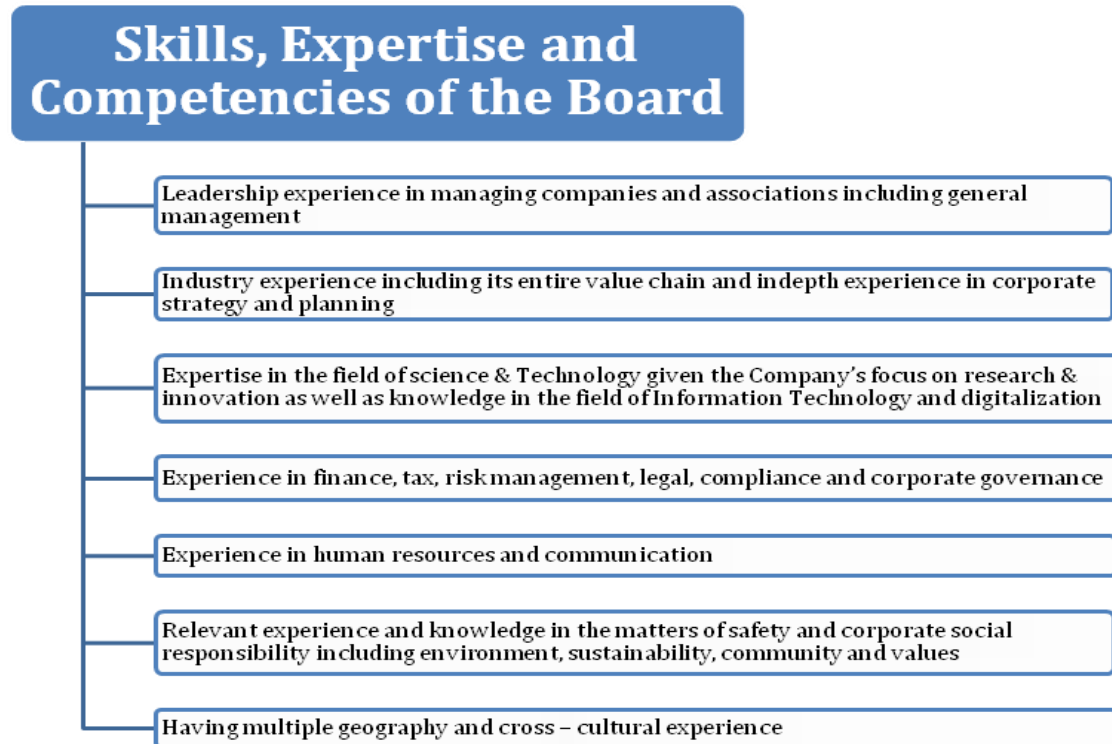 Skills, Expertise and
Competencies of the Board
Leadership experience in managing companies and associations including general
management
Industry experience including its entire value chain and indepth experience in corporate
strategy and planning
Expertise in the field of science & Technology given the Company's focus on research &
innovation as well as knowledge in the field of Information Technology and digitalization
Experience in finance, tax, risk management, legal, compliance and corporate governance
Experience in human resources and communication
Relevant experience and knowledge in the matters of safety and corporate social
responsibility including environment, sustainability, community and values
Having multiple geography and cross – cultural experience